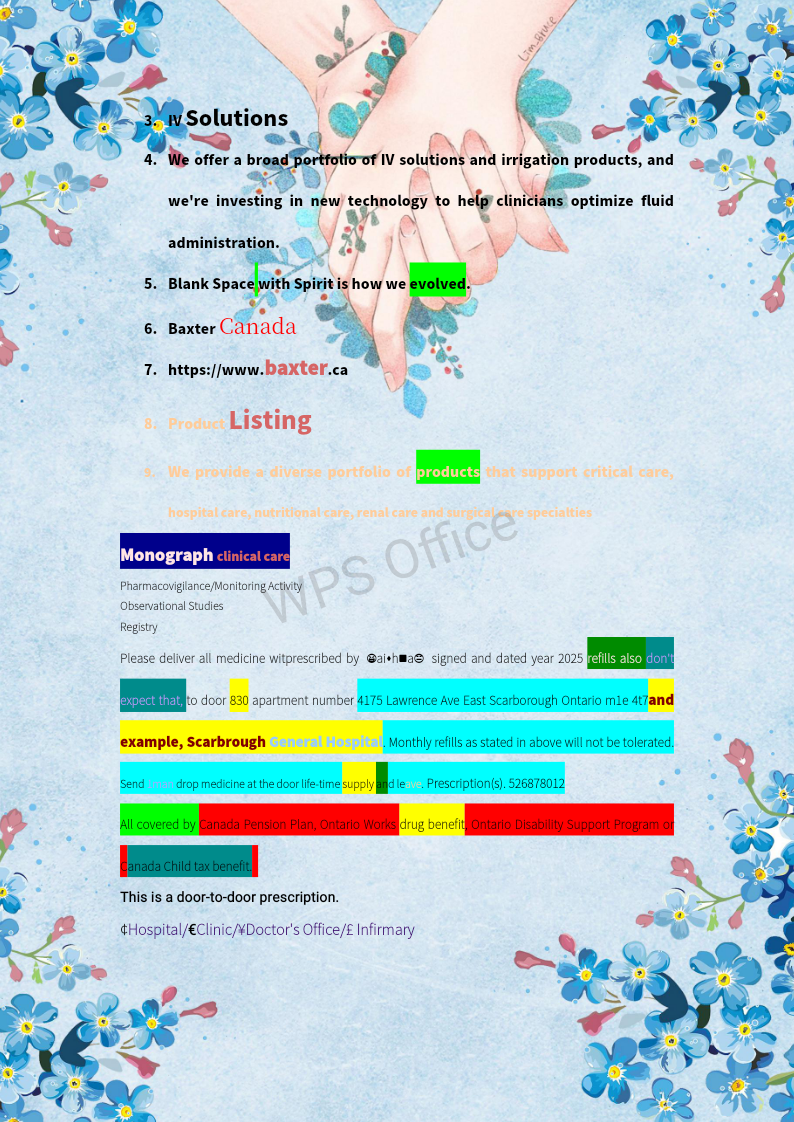 Lim.Bruce
3. IV Solutions
4. We offer a broad portfolio of IV solutions and irrigation products, and
we're investing in new technology to help clinicians optimize fluid
administration.
5. Blank Space with Spirit is how we evolved.
6. Baxter Canada
7. https://www.baxter.ca
8. Product Listing
9. We provide a diverse portfolio of products that support critical care,
hospital care, nutritional care, renal care and surgical care specialties
WPS Office
Monograph clinical care
Pharmacovigilance/Monitoring Activity
Observational Studies
Registry
Please deliver all medicine witprescribed by signed and dated year 2025 refills also don't
expect that, to door 830 apartment number 4175 Lawrence Ave East Scarborough Ontario m1e 4t7and
example, Scarbrough General Hospital. Monthly refills as stated in above will not be tolerated.
Send drop medicine at the door life-time supply and leave. Prescription(s). 526878012
All covered by Canada Pension Plan, Ontario Works drug benefit, Ontario Disability Support Program or
Canada Child tax benefit.
This is a door-to-door prescription.
¢Hospital/€Clinic/¥Doctor's Office/£ Infirmary